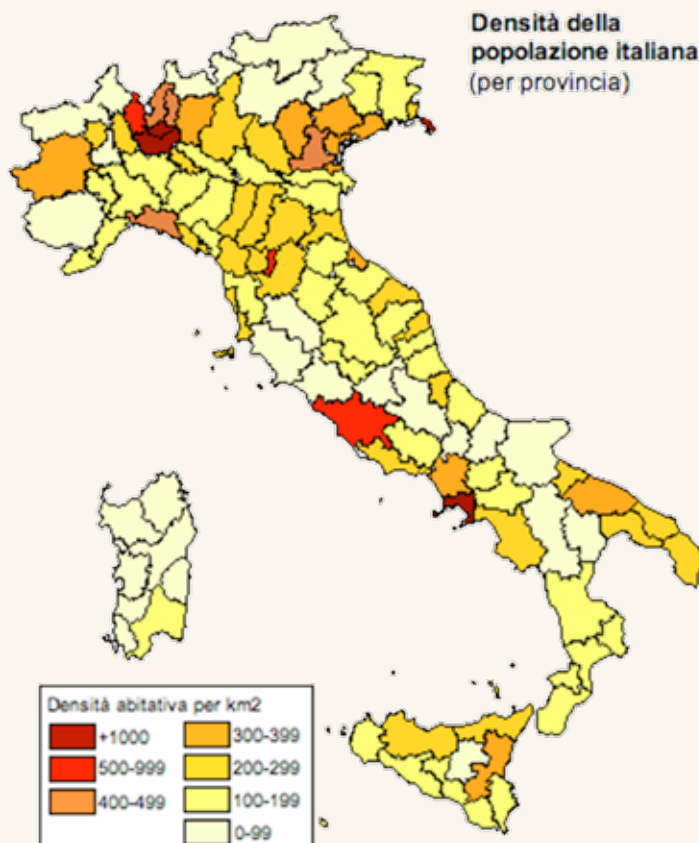 Densità della
popolazione italiana
(per provincia)
Densità abitativa per km2
+1000
500-999
400-499
300-399
200-299
100-199
0-99